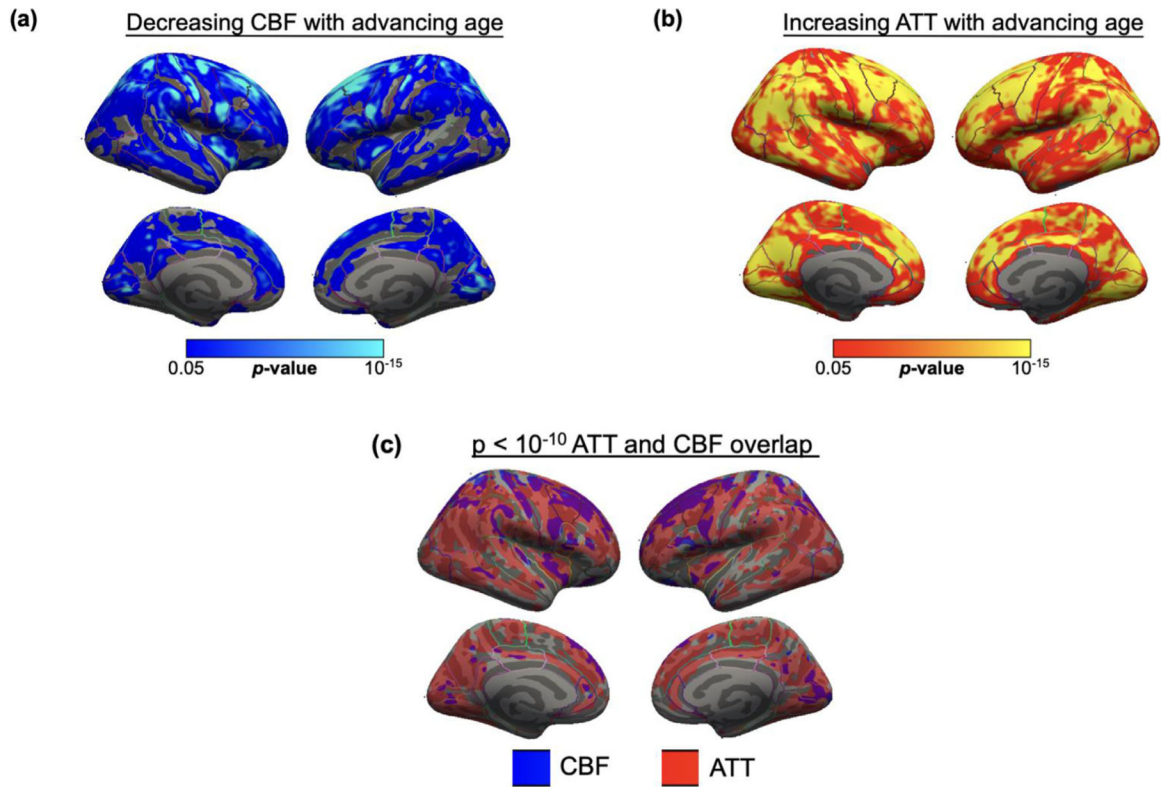 (a)
Decreasing CBF with advancing age
0.05
p-value
10-15
(b)
Increasing ATT with advancing age
0.05
p-value
10-15
(c)
p < 10-10 ATT and CBF overlap
CBF
ATT